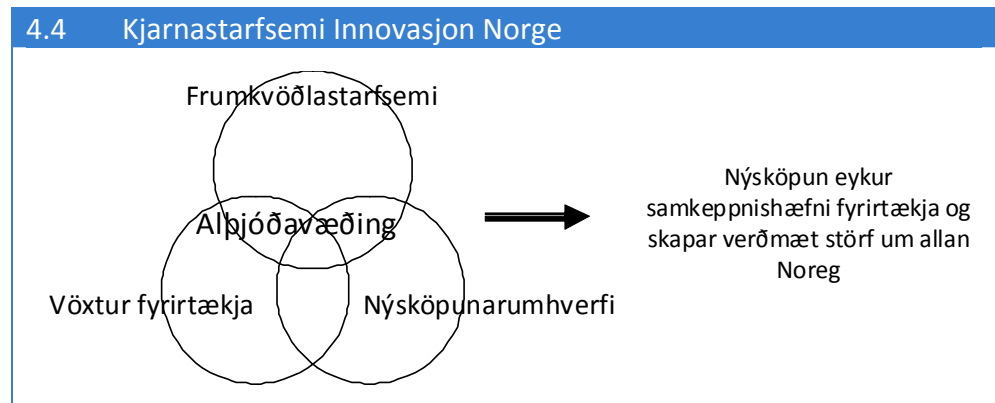 4.4 Kjarnastarfsemi Innovasjon Norge
Frumkvöðlastarfsemi
Alþjóðavæðing
Vöxtur fyrirtækja
Nýsköpunarumhverfi
Nýsköpun eykur
samkeppnishæfni fyrirtækja og
skapar verðmæt störf um allan
Noreg